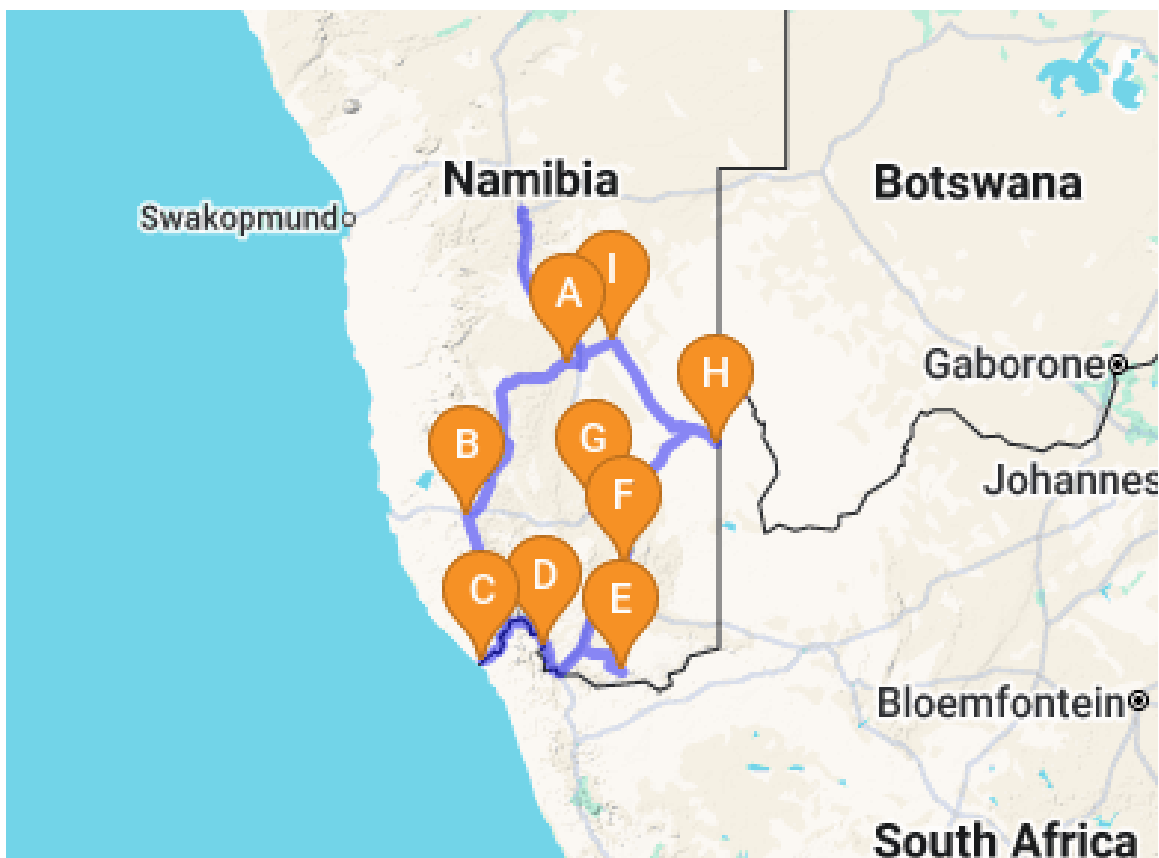 Namibia
Botswana
Swakopmund
I
A
Gaborone
H
B
G
Johannes
F
D
C
E
Bloemfontein
South Africa